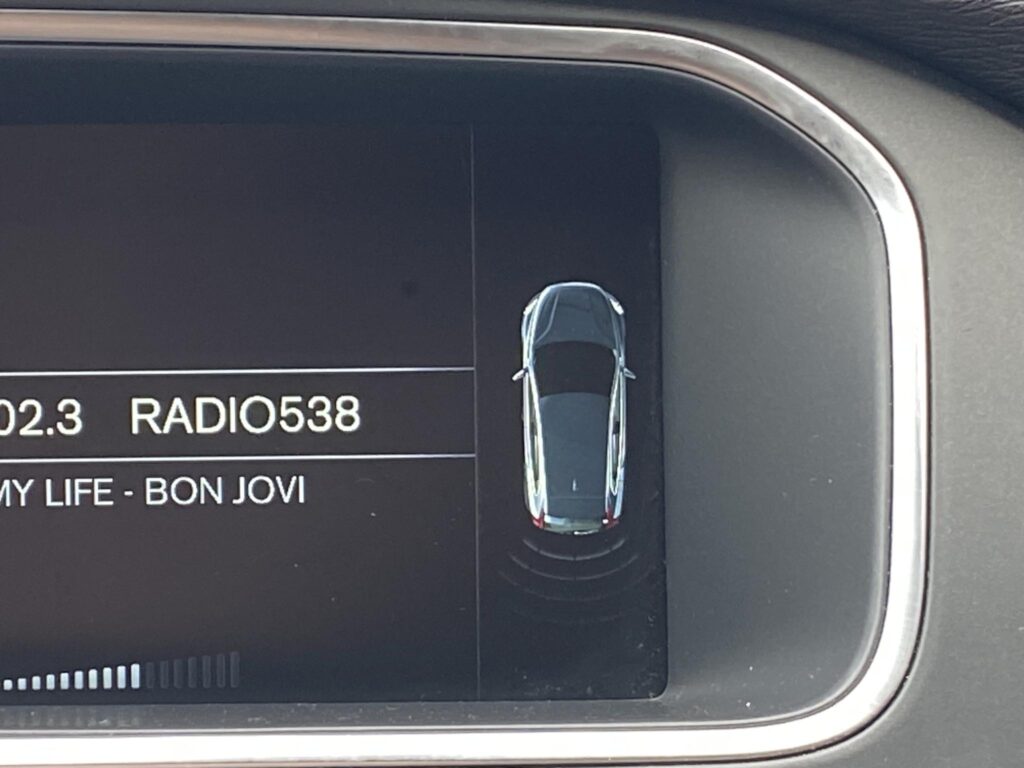 02.3 RADIO538
MY LIFE - BON JOVI